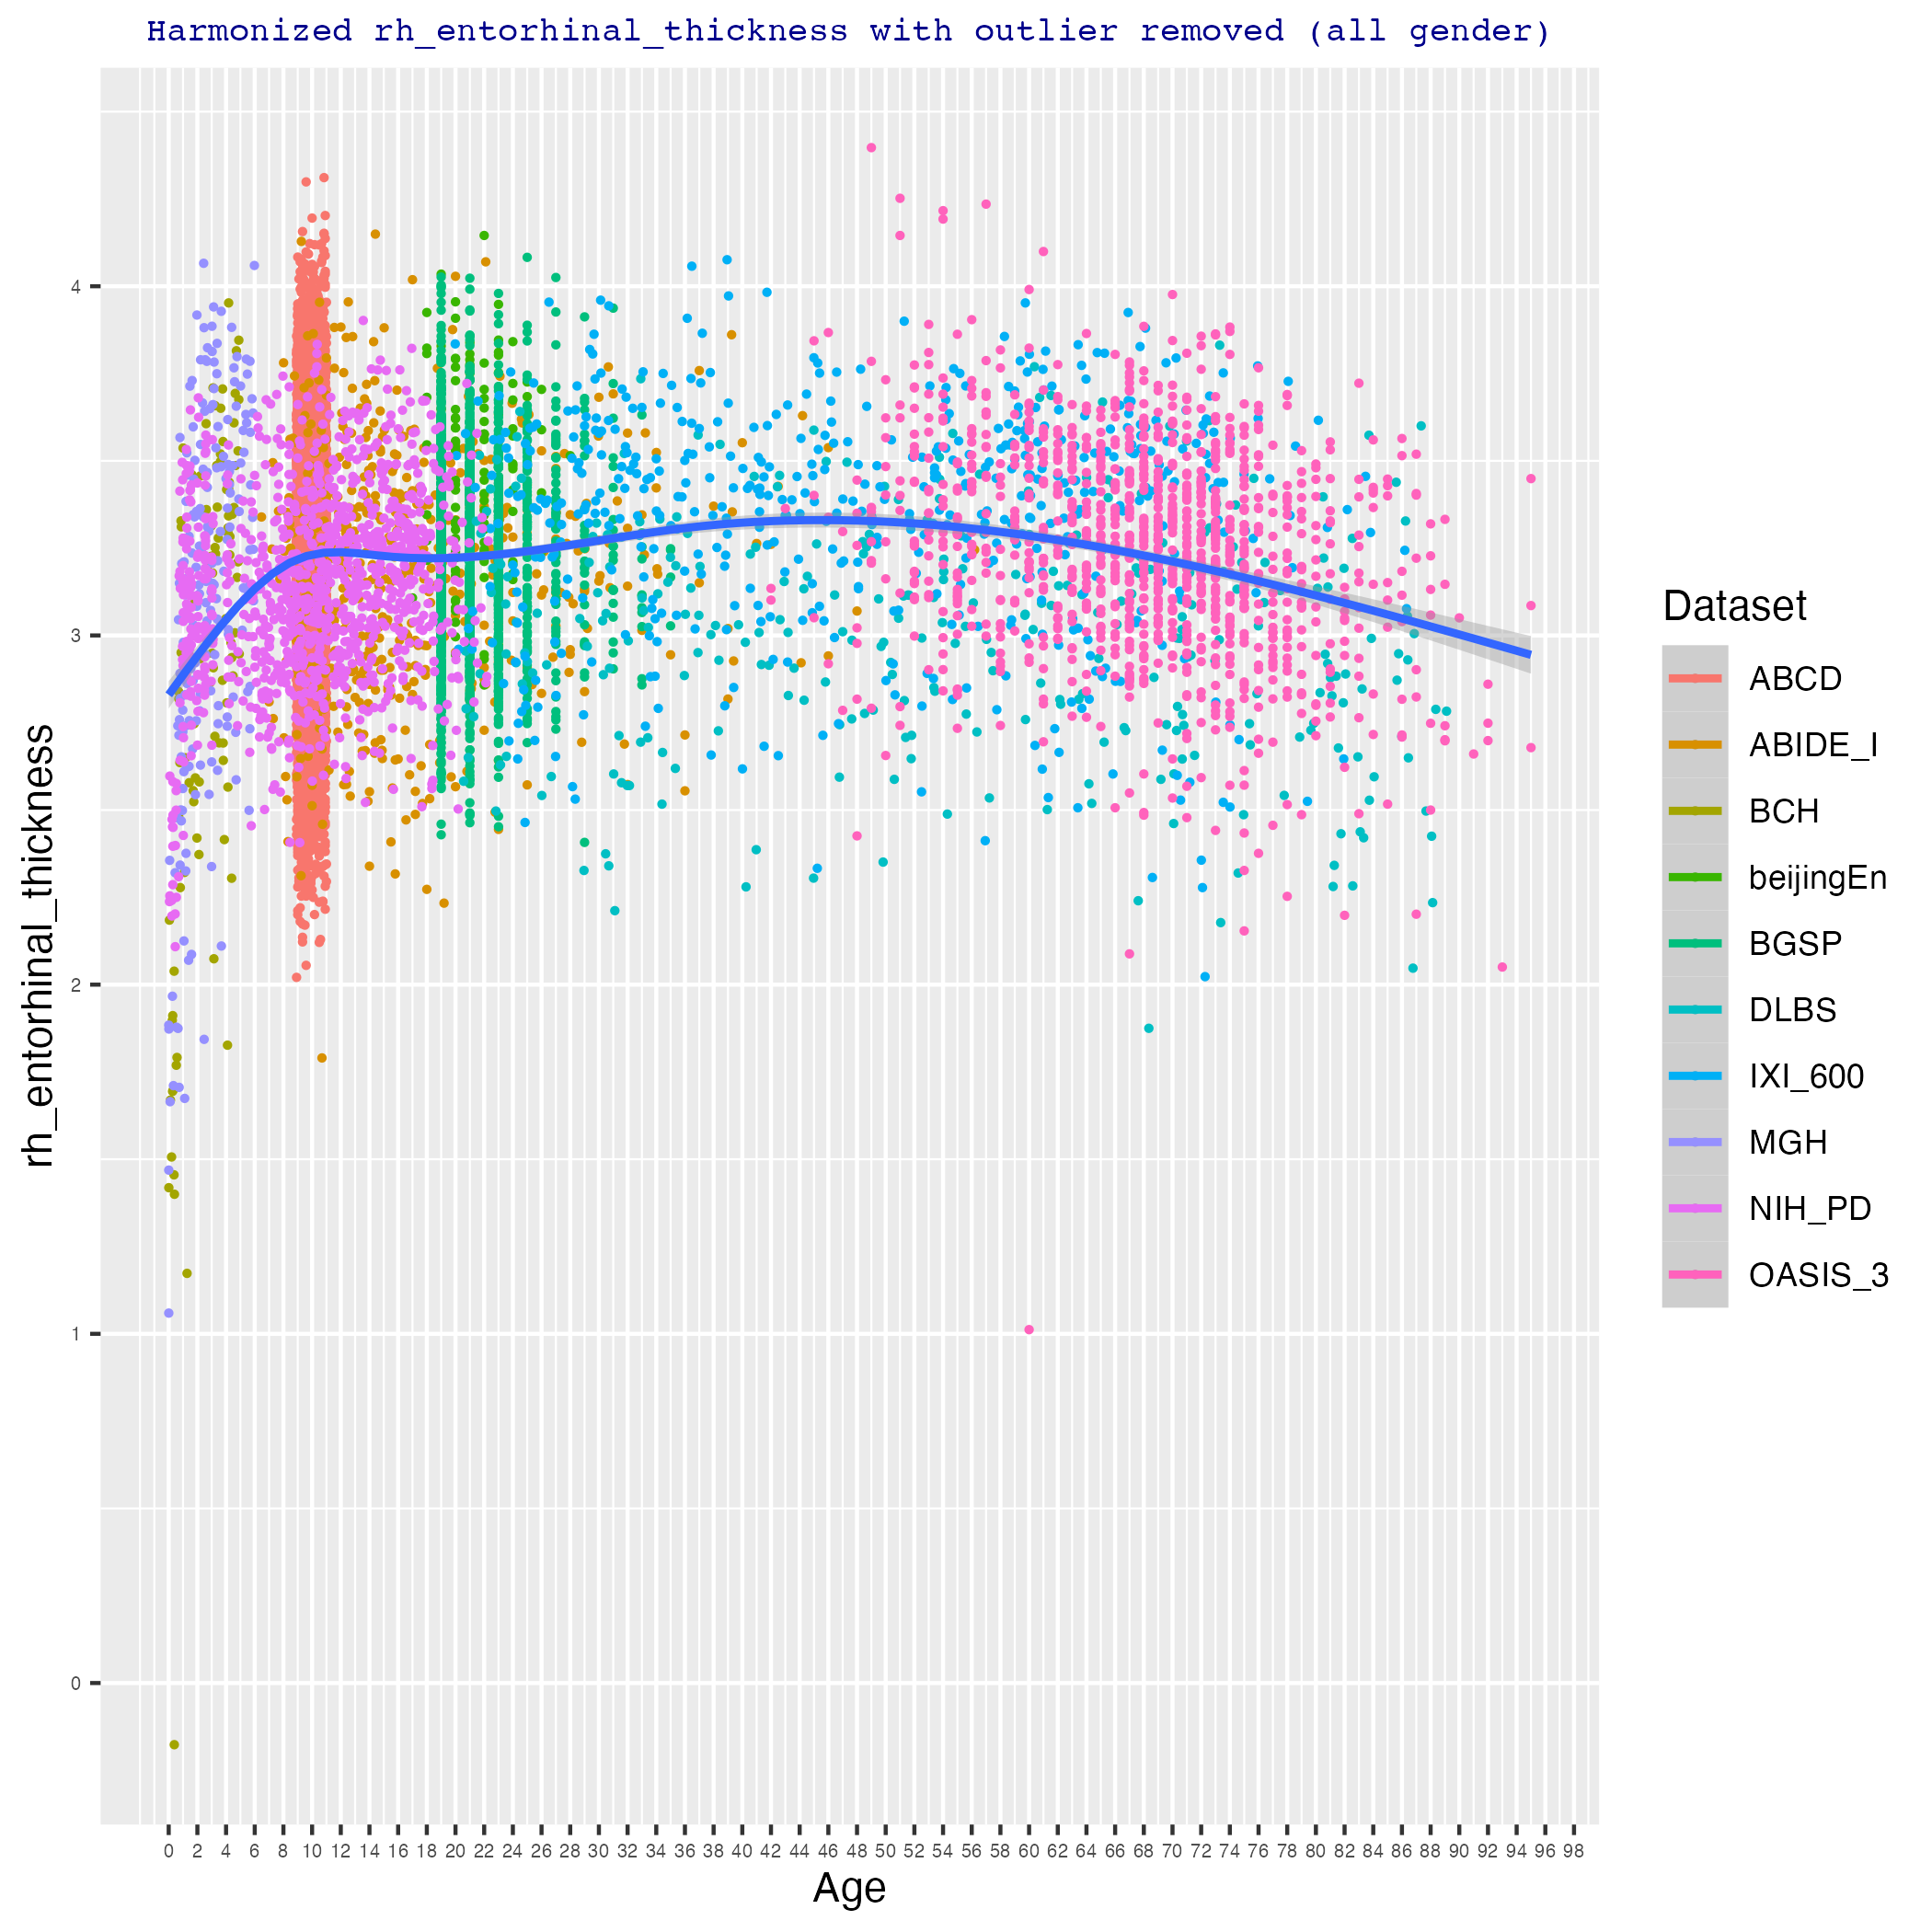 Harmonized rh_entorhinal_thickness with outlier removed (all gender)
rh_entorhinal_thickness
4
3
2
1
0
0 2 4 6 8 10 12 14 16 18 20 22 24 26 28 30 32 34 36 38 40 42 44 46 48 50 52 54 56 58 60 62 64 66 68 70 72 74 76 78 80 82 84 86 88 90 92 94 96 98
Age
Dataset
ABCD
ABIDE_I
BCH
beijingEn
BGSP
DLBS
IXI_600
MGH
NIH_PD
OASIS_3